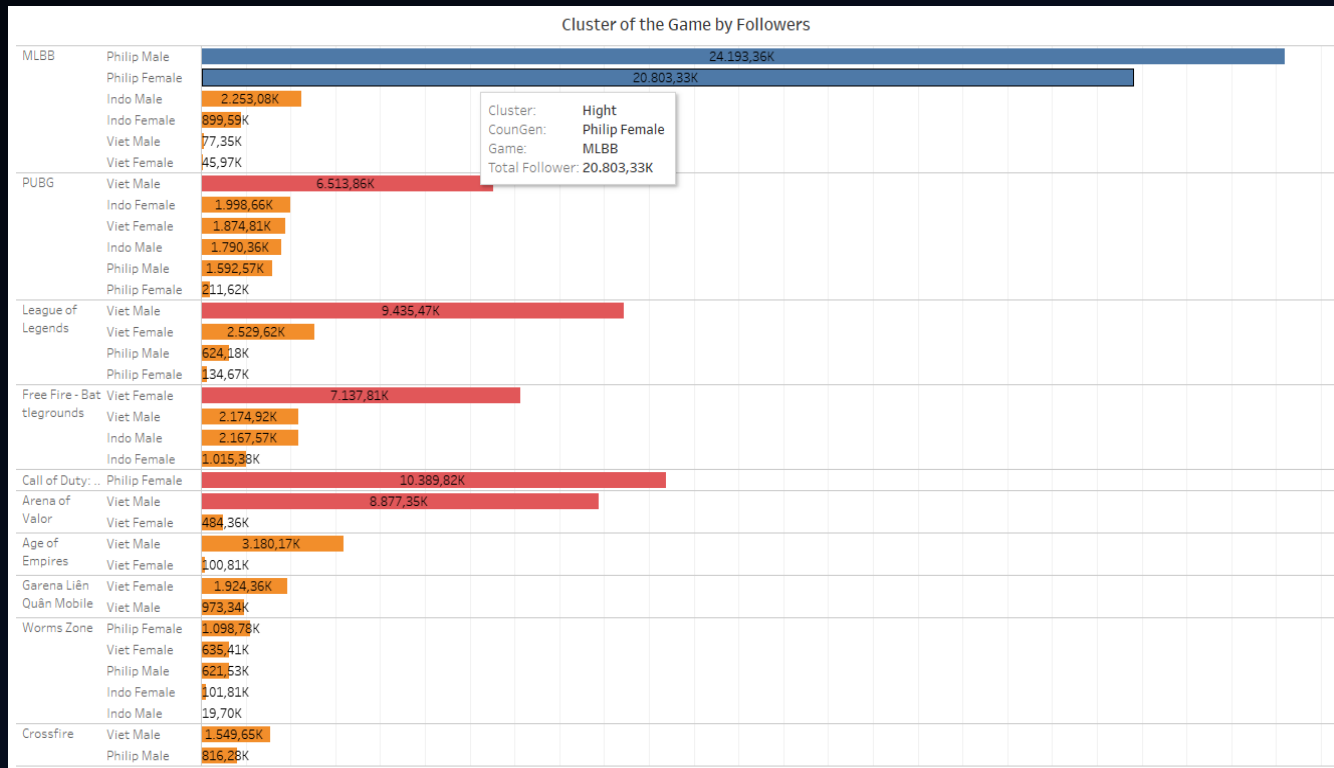 Cluster of the Game by Followers
MLBB Philip Male 24.193,36K
Philip Female 20.803,33K
Indo Male 2.253,08K
Indo Female 899,59K
Viet Male 77,35K
Viet Female 45,97K
Cluster: Hight
CounGen: Philip Female
Game: MLBB
Total Follower: 20.803,33K
PUBG Viet Male 6.513,86K
Indo Female 1.998,66K
Viet Female 1.874,81K
Indo Male 1.790,36K
Philip Male 1.592,57K
Philip Female 211,62K
League of Viet Male 9.435,47K
Legends Viet Female 2.529,62K
Philip Male 624,18K
Philip Female 134,67K
Free Fire - Bat Viet Female 7.137,81K
tlegrounds Viet Male 2.174,92K
Indo Male 2.167,57K
Indo Female 1.015,38K
Call of Duty: .. Philip Female 10.389,82K
Arena of Viet Male 8.877,35K
Valor Viet Female 484,36K
Age of Viet Male 3.180,17K
Empires Viet Female 100,81K
Garena Liên Viet Female 1.924,36K
Quân Mobile Viet Male 973,34K
Worms Zone Philip Female 1.098,78K
Viet Female 635,41K
Philip Male 621,53K
Indo Female 101,81K
Indo Male 19,70K
Crossfire Viet Male 1.549,65K
Philip Male 816,28K